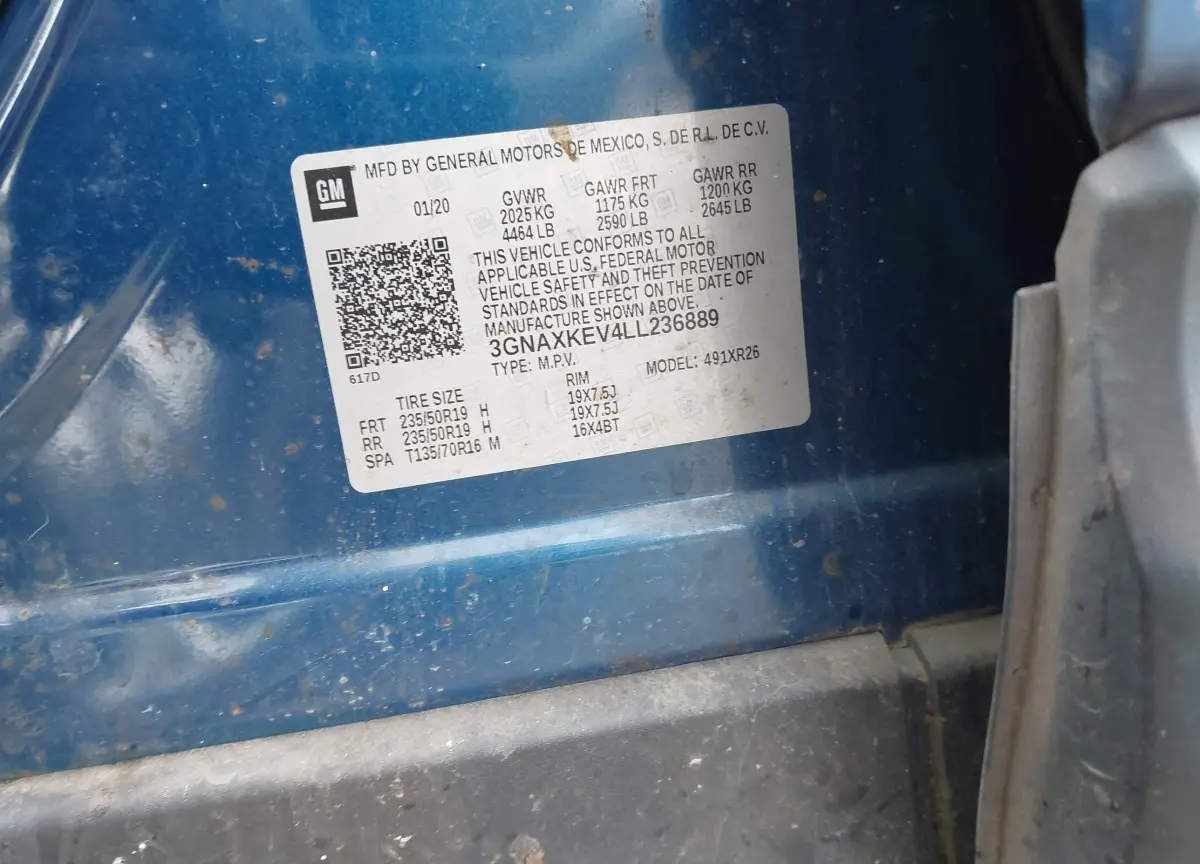 GM
MFD BY GENERAL MOTORS DE MEXICO, S. DE R.L. DE C.V.
01/20
GVWR
2025 KG
4464 LB
GAWR FRT
1175 KG
2590 LB
GAWR RR
1200 KG
2645 LB
THIS VEHICLE CONFORMS TO ALL
APPLICABLE U.S. FEDERAL MOTOR
VEHICLE SAFETY AND THEFT PREVENTION
STANDARDS IN EFFECT ON THE DATE OF
MANUFACTURE SHOWN ABOVE.
3GNAXKEV4LL236889
TYPE: M.P.V. MODEL: 491XR26
617D
TIRE SIZE RIM
FRT 235/50R19 H 19X7.5J
RR 235/50R19 H 19X7.5J
SPA T135/70R16 M 16X4BT